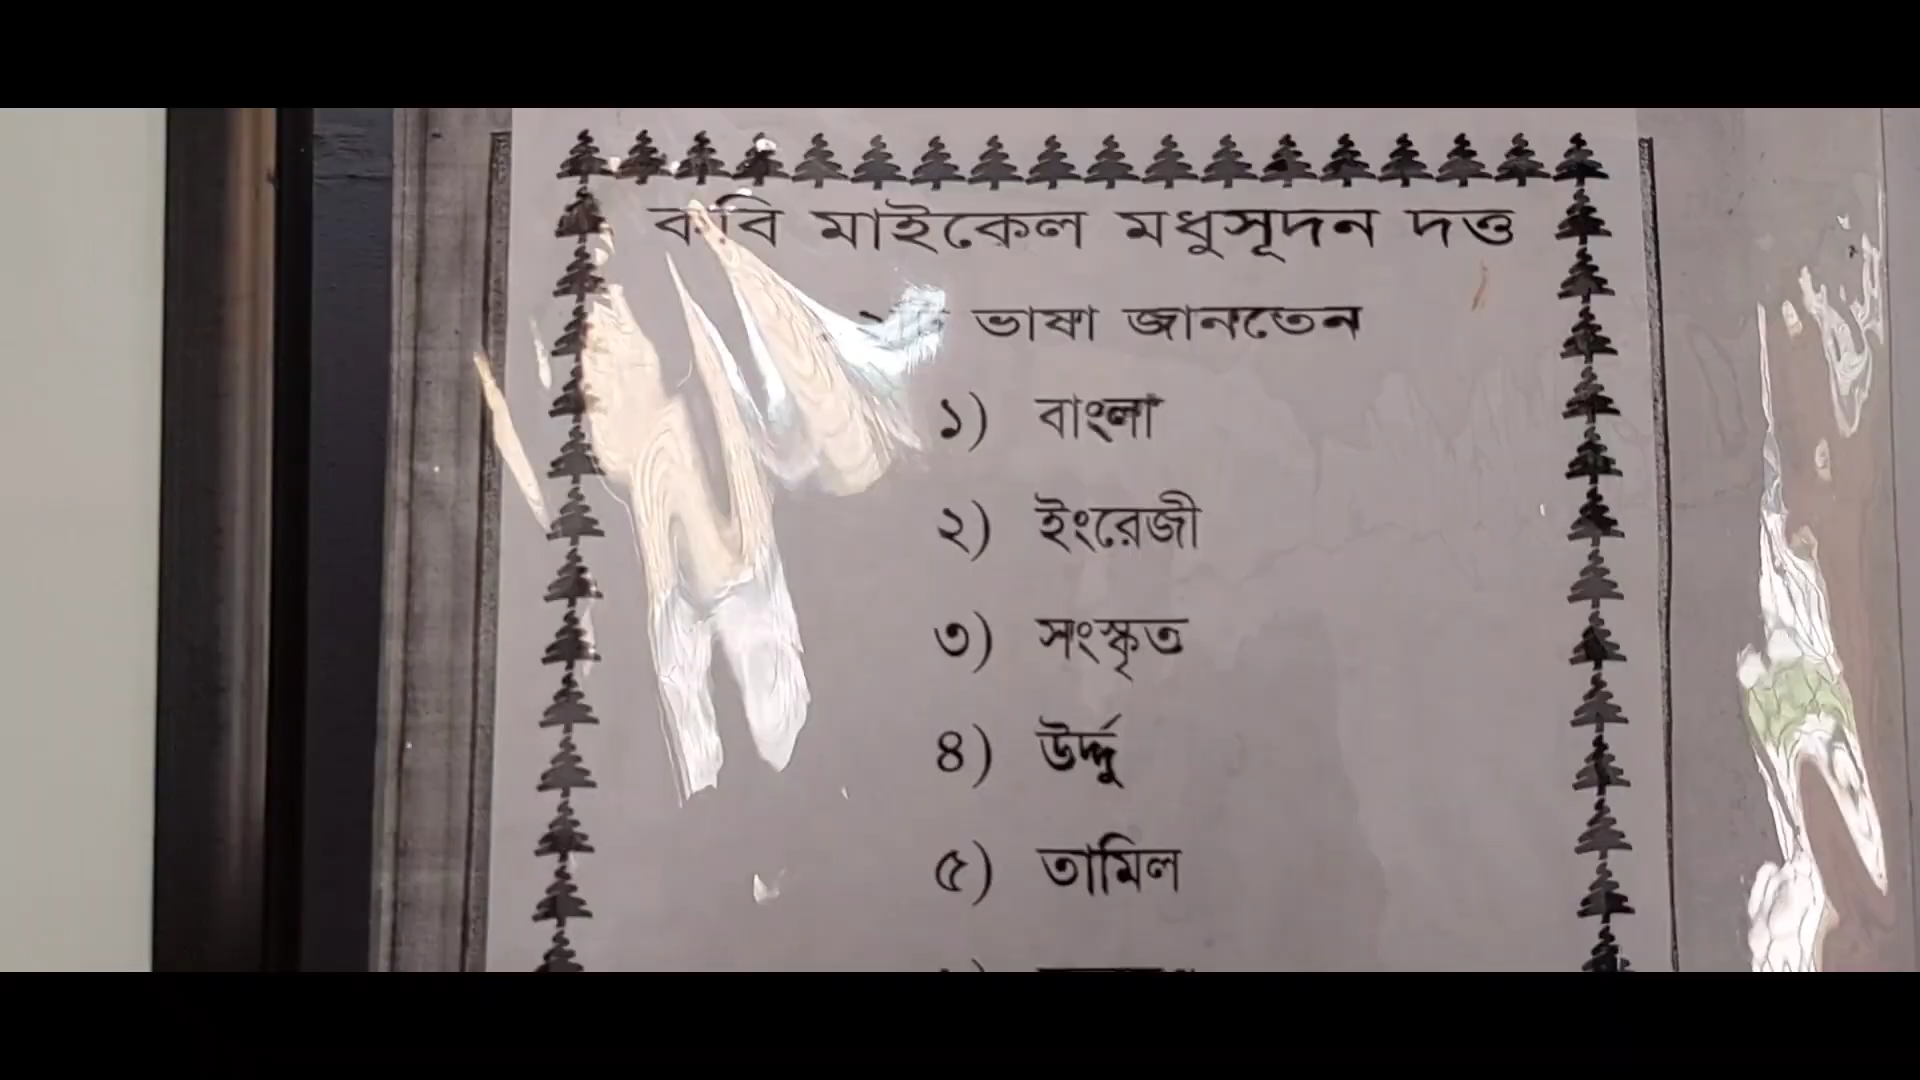 কবি মাইকেল মধুসূদন দত্ত
ভাষা জানতেন
১) বাংলা
২) ইংরেজী
৩) সংস্কৃত
৪) উর্দ্দু
৫) তামিল